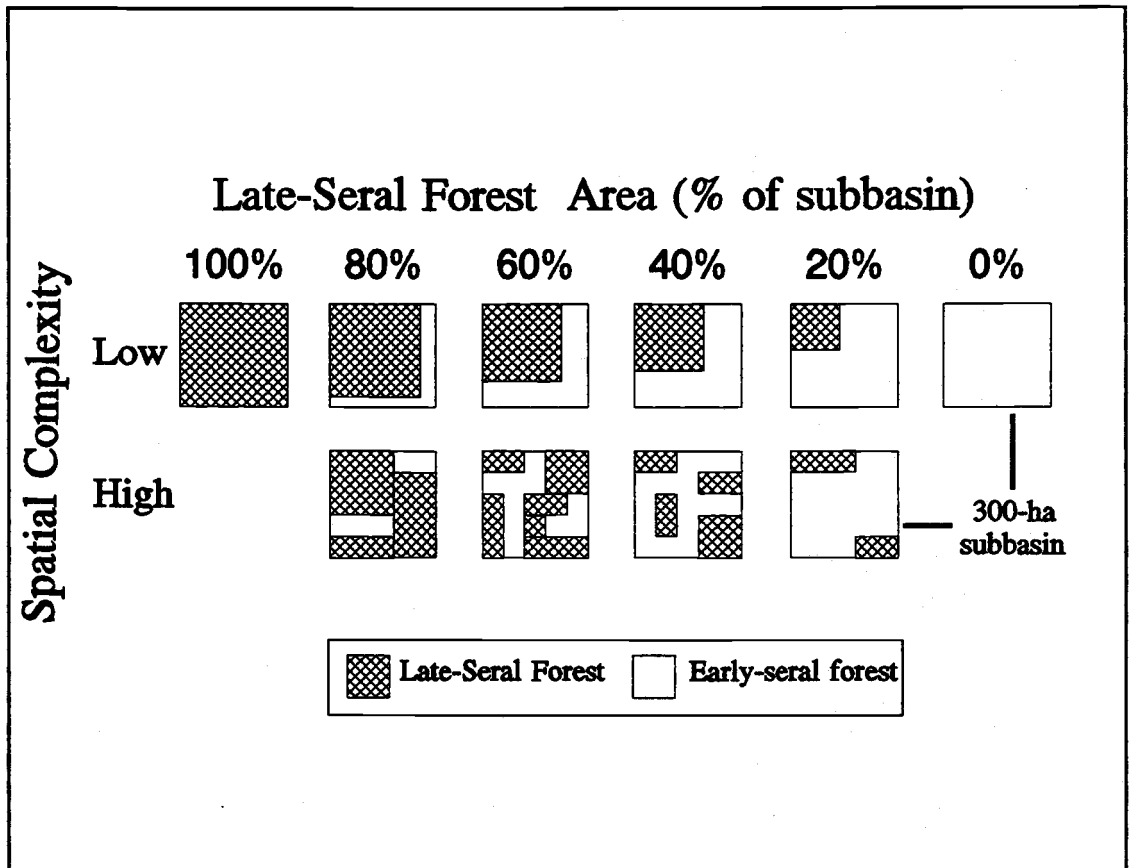 Late-Seral Forest Area (% of subbasin)
100% 80% 60% 40% 20% 0%
Spatial Complexity
Low
High
300-ha
subbasin
Late-Seral Forest
Early-seral forest